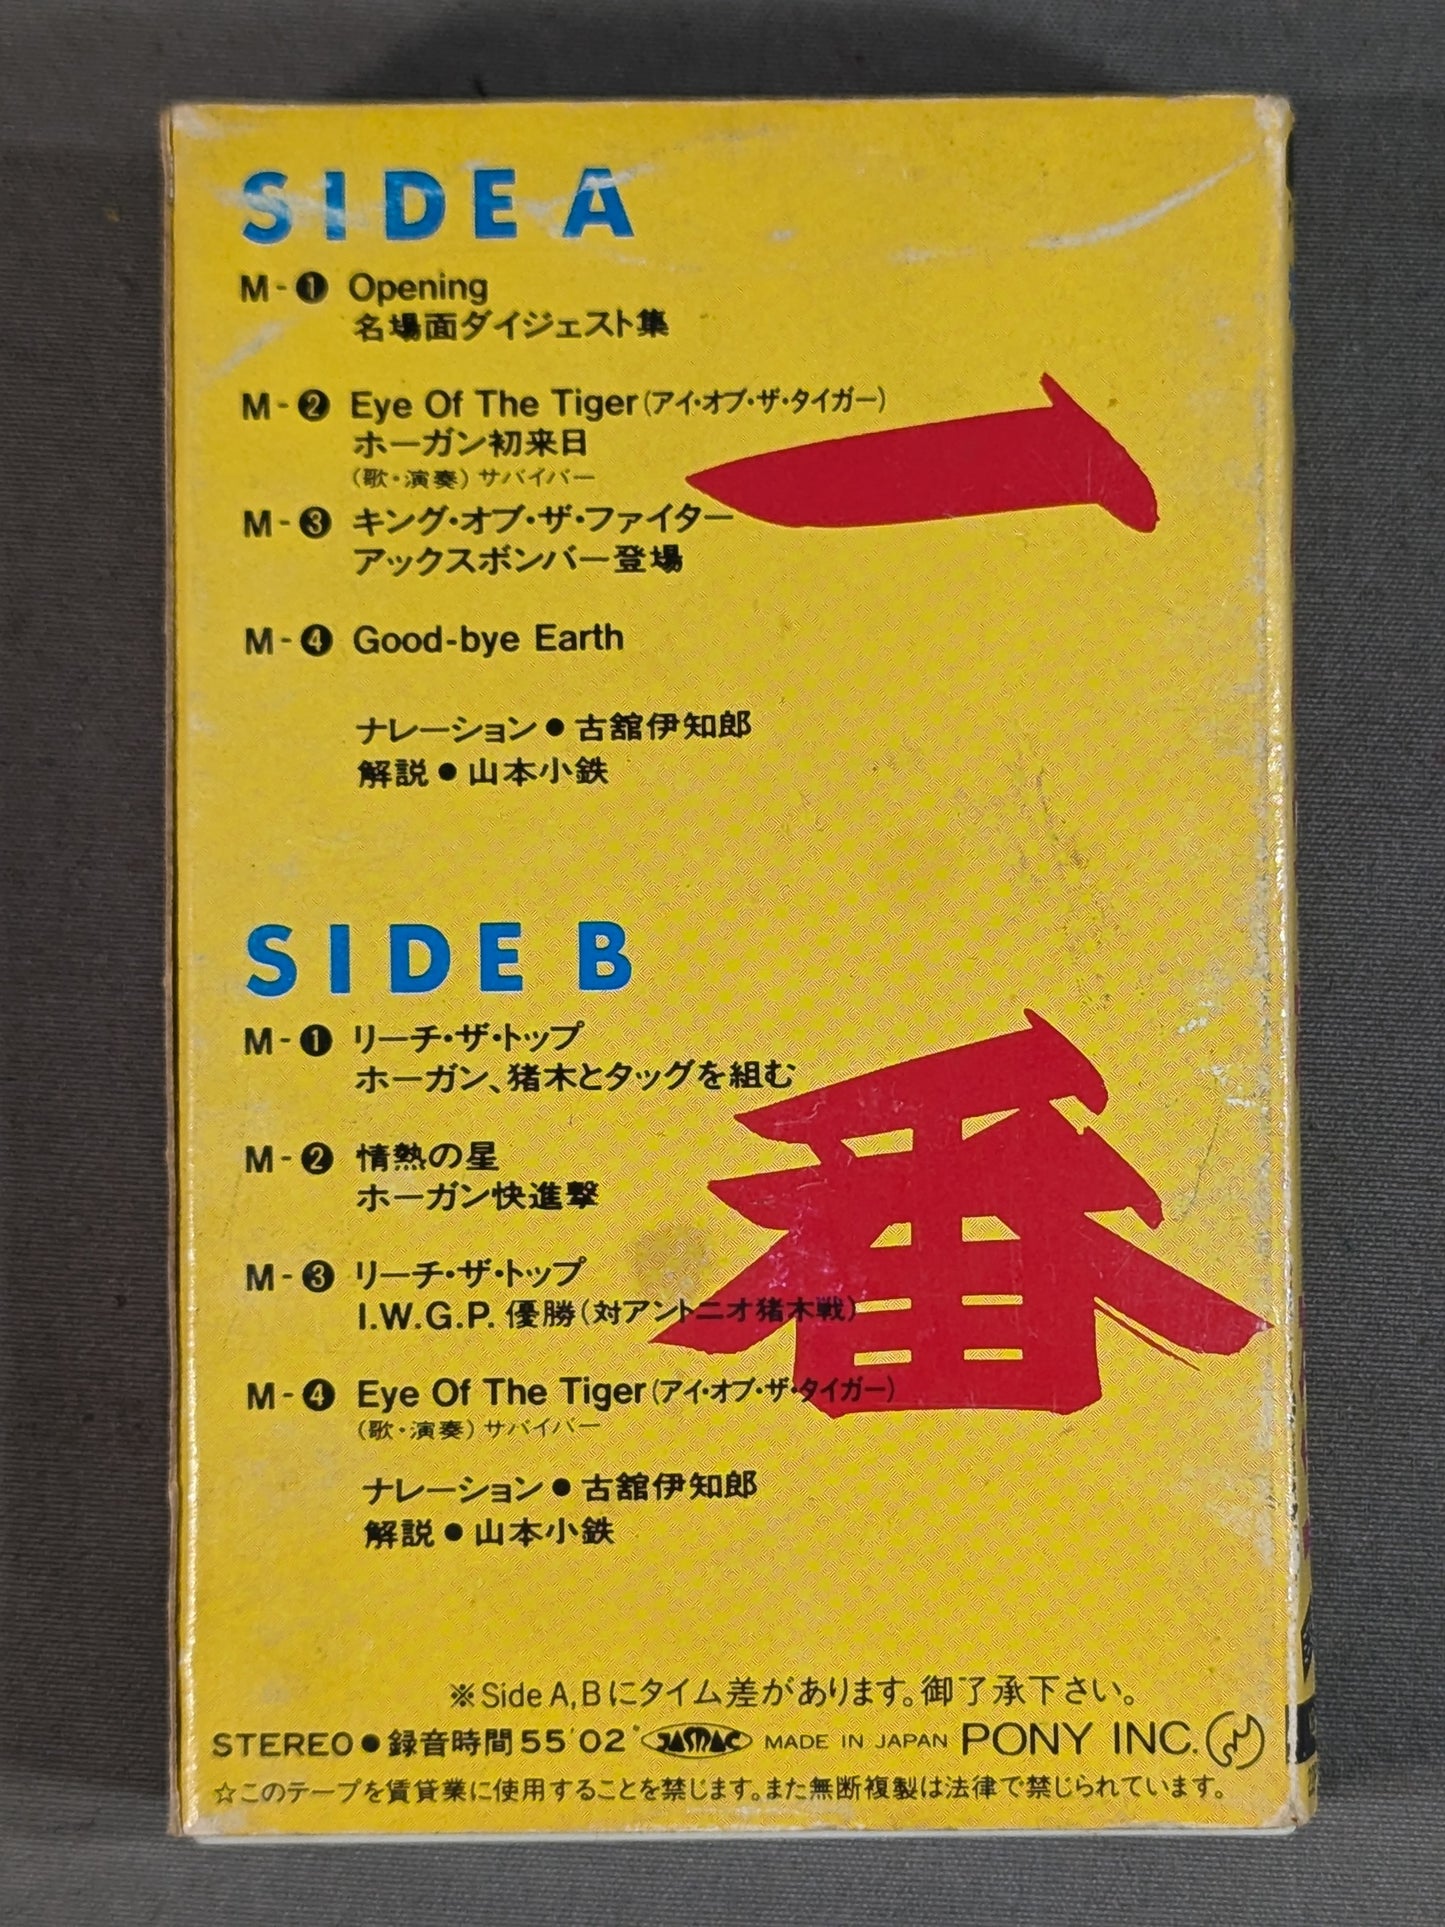 SIDE A
M-❶ Opening
名場面ダイジェスト集
M-❷ Eye Of The Tiger(アイ・オブ・ザ・タイガー)
ホーガン初来日
(歌・演奏) サバイバー
M-❸ キング・オブ・ザ・ファイター
アックスボンバー登場
M-❹ Good-bye Earth
ナレーション●古舘伊知郎
解説●山本小鉄
SIDE B
M-❶ リーチ・ザ・トップ
ホーガン、猪木とタッグを組む
M-❷ 情熱の星
ホーガン快進撃
M-❸ リーチ・ザ・トップ
I.W.G.P. 優勝(対アントニオ猪木戦)
M-❹ Eye Of The Tiger(アイ・オブ・ザ・タイガー)
(歌・演奏) サバイバー
ナレーション●古舘伊知郎
解説●山本小鉄
一番
※Side A,Bにタイム差があります。御了承下さい。
STEREO●録音時間55'02" JASRAC MADE IN JAPAN PONY INC.
☆このテープを賃貸業に使用することを禁じます。また無断複製は法律で禁じられています。